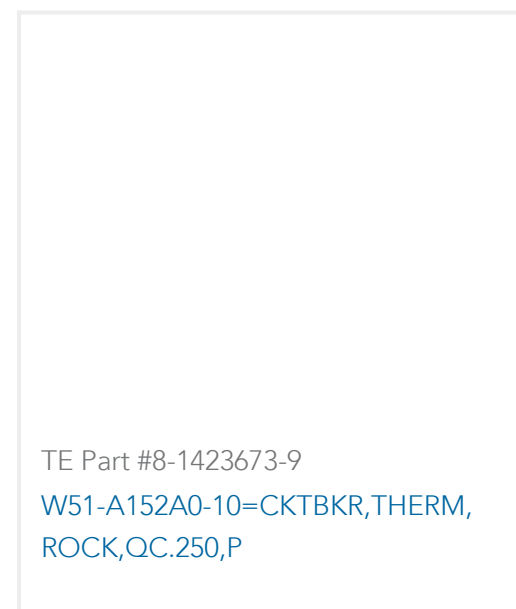 TE Part #8-1423673-9
W51-A152A0-10=CKTBKR,THERM,
ROCK,QC.250,P